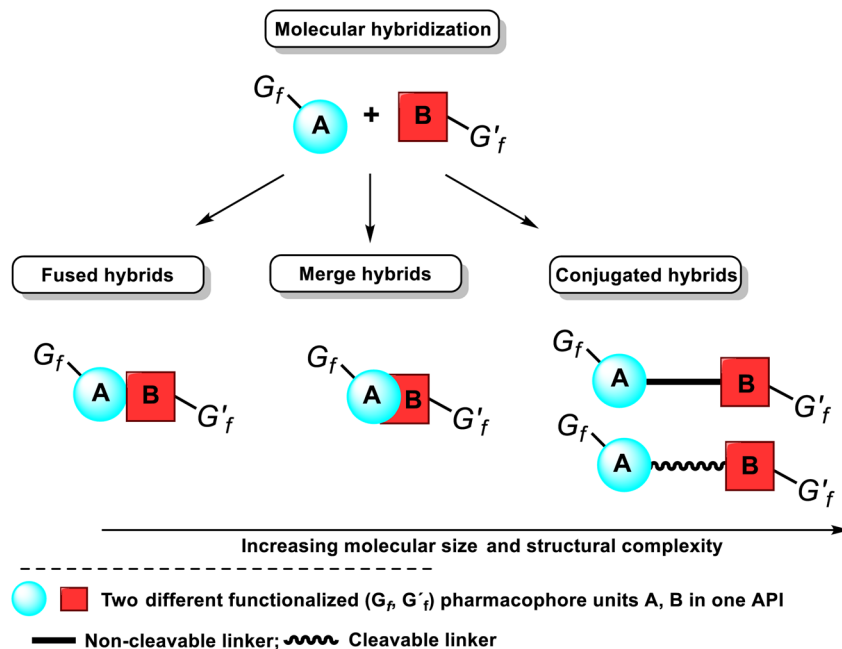 Molecular hybridization
Gf
A + B
G'f
Fused hybrids
Merge hybrids
Conjugated hybrids
Gf
A B
G'f
Gf
A B
G'f
Gf
A B
G'f
Gf
A B
G'f
Increasing molecular size and structural complexity
Two different functionalized (Gf, G´f) pharmacophore units A, B in one API
Non-cleavable linker; Cleavable linker